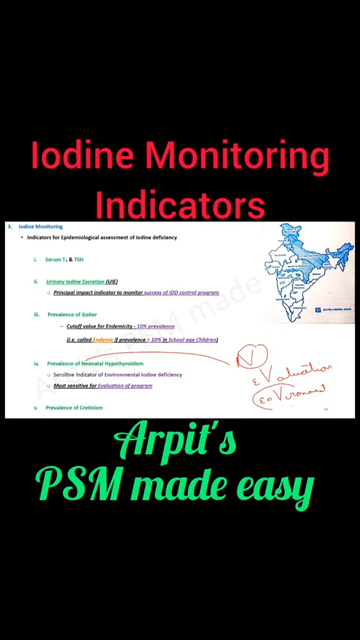 Iodine Monitoring
Indicators
3. Iodine Monitoring
• Indicators for Epidemiological assessment of Iodine deficiency
i. Serum T₄ & TSH
ii. Urinary Iodine Excretion (UIE)
○ Principal impact indicator to monitor success of IDD control program
iii. Prevalence of Goiter
○ Cutoff value for Endemicity - 10% prevalence
(i.e. called Endemic if prevalence > 10% in School age Children)
iv. Prevalence of Neonatal Hypothyroidism
○ Sensitive Indicator of Environmental Iodine deficiency
○ Most sensitive for Evaluation of program
v. Prevalence of Cretinism
N
EValuation
EnVironment
Arpit's
PSM made easy